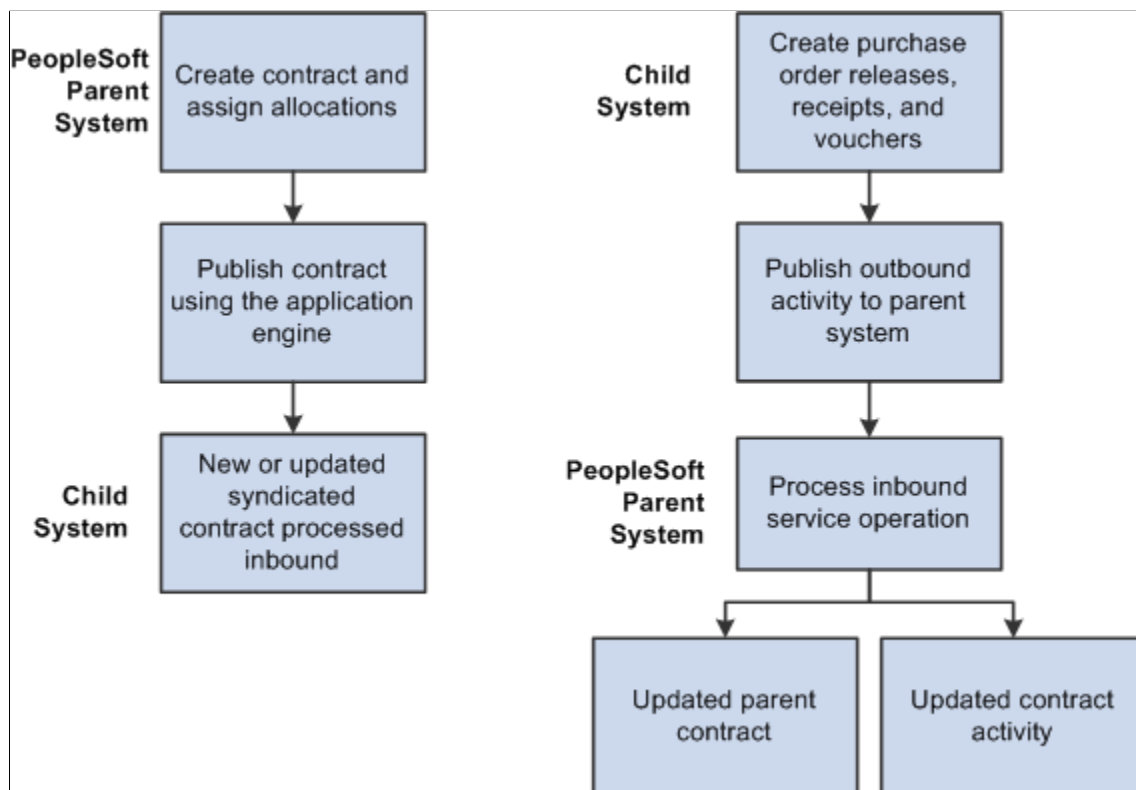 PeopleSoft
Parent
System
Create contract and
assign allocations
Publish contract
using the application
engine
Child
System
New or updated
syndicated
contract processed
inbound
Child
System
Create purchase
order releases,
receipts, and
vouchers
Publish outbound
activity to parent
system
PeopleSoft
Parent
System
Process inbound
service operation
Updated parent
contract
Updated contract
activity